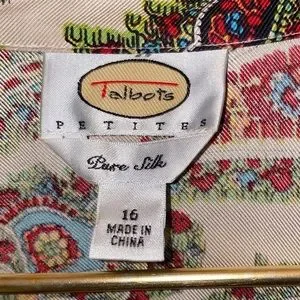 Talbots
PETITES
Pure Silk
16
MADE IN
CHINA